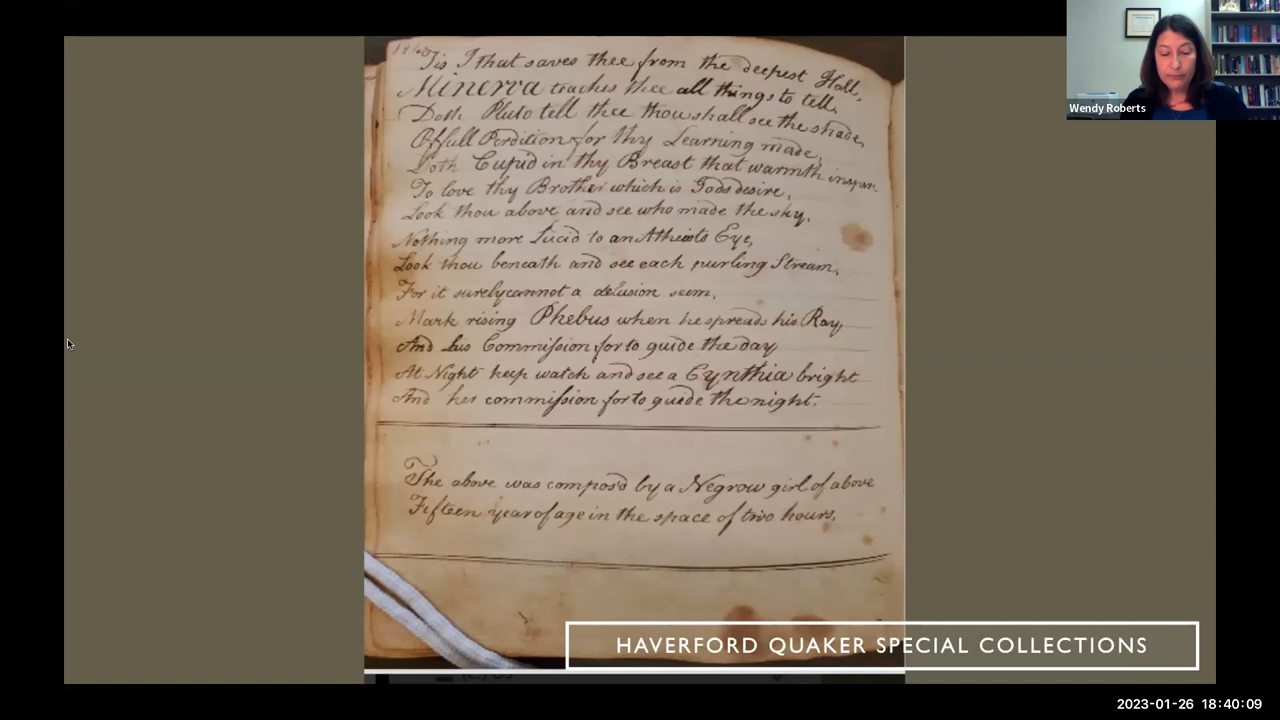 'Tis I that saves thee from the deepest Hall,
Minerva teaches thee all things to tell,
Doth Pluto tell thee thou shall see the shade,
Of full Perdition for thy Learning made,
Doth Cupid in thy Breast that warmth inspire
To love thy Brother which is Gods desire,
Look thou above and see who made the sky,
Nothing more Lucid to an Atheists Eye,
Look thou beneath and see each purling Stream,
For it surely cannot a delusion seem,
Mark rising Phebus when he spreads his Ray,
And his Commission for to guide the day
At Night keep watch and see a Cynthia bright
And her commission for to guide the night.
The above was compos'd by a Negrow girl of above
Fifteen year of age in the space of two hours.
HAVERFORD QUAKER SPECIAL COLLECTIONS
Wendy Roberts
2023-01-26 18:40:09